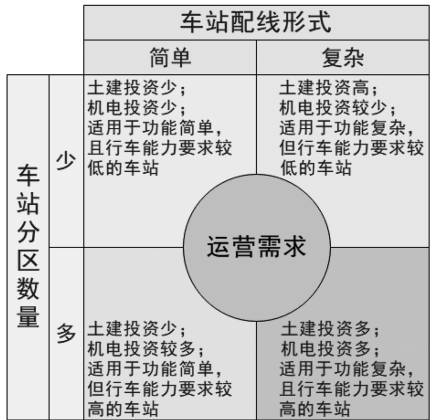 车站配线形式
简单
复杂
车站分区数量
少
土建投资少；
机电投资少；
适用于功能简单，
且行车能力要求较
低的车站
土建投资高；
机电投资较少；
适用于功能复杂，
但行车能力要求较
低的车站
运营需求
多
土建投资少；
机电投资较多；
适用于功能简单，
但行车能力要求较
高的车站
土建投资多；
机电投资多；
适用于功能复杂，
且行车能力要求较
高的车站